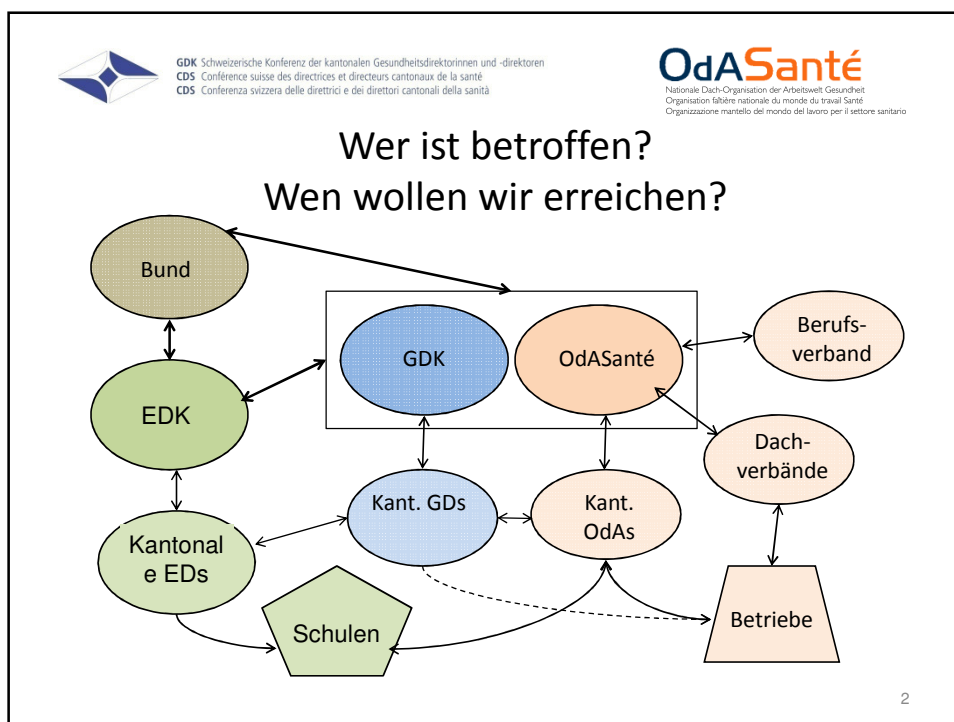 GDK Schweizerische Konferenz der kantonalen Gesundheitsdirektorinnen und -direktoren
CDS Conférence suisse des directrices et directeurs cantonaux de la santé
CDS Conferenza svizzera delle direttrici e dei direttori cantonali della sanità
OdASanté
Nationale Dach-Organisation der Arbeitswelt Gesundheit
Organisation faîtière nationale du monde du travail Santé
Organizzazione mantello del mondo del lavoro per il settore sanitario
Wer ist betroffen?
Wen wollen wir erreichen?
Bund
GDK
OdASanté
Berufs-
verband
EDK
Dach-
verbände
Kant. GDs
Kant.
OdAs
Kantonal
e EDs
Schulen
Betriebe
2